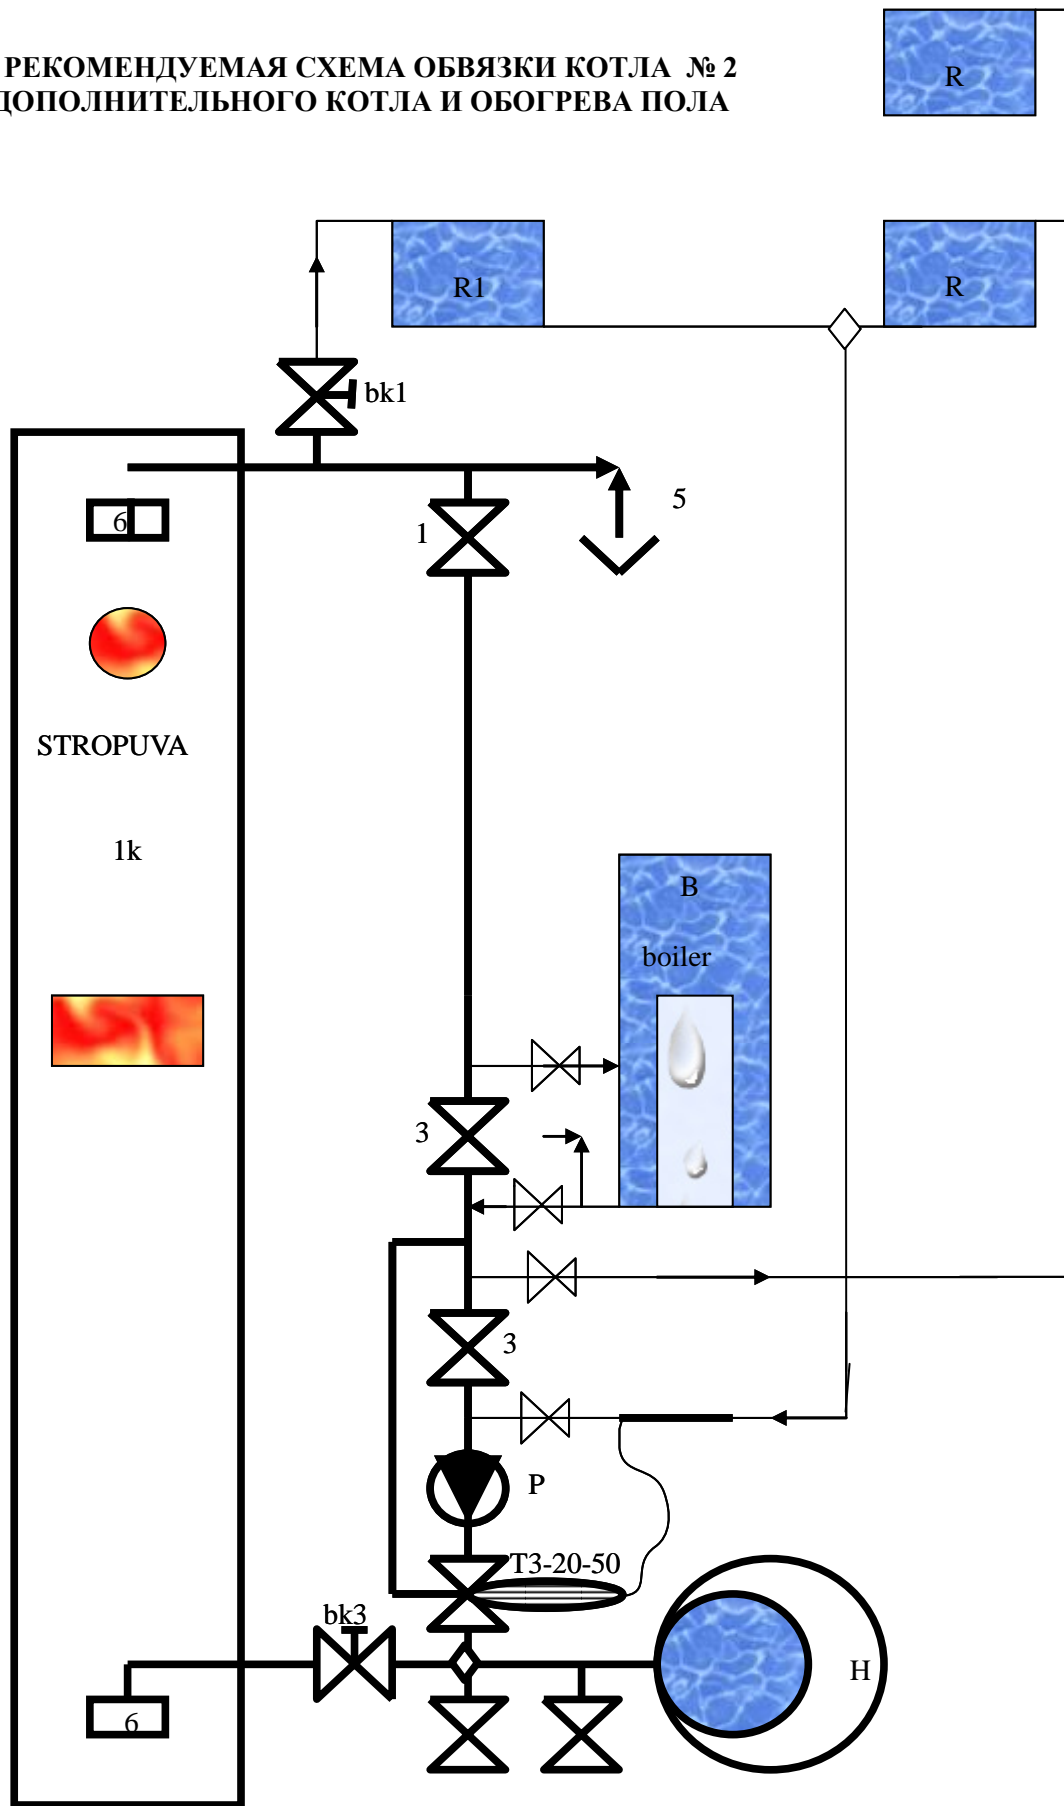 РЕКОМЕНДУЕМАЯ СХЕМА ОБВЯЗКИ КОТЛА № 2
ДОПОЛНИТЕЛЬНОГО КОТЛА И ОБОГРЕВА ПОЛА
R
R1
R
bk1
5
1
6
STROPUVA
1k
B
boiler
3
3
P
T3-20-50
bk3
H
6